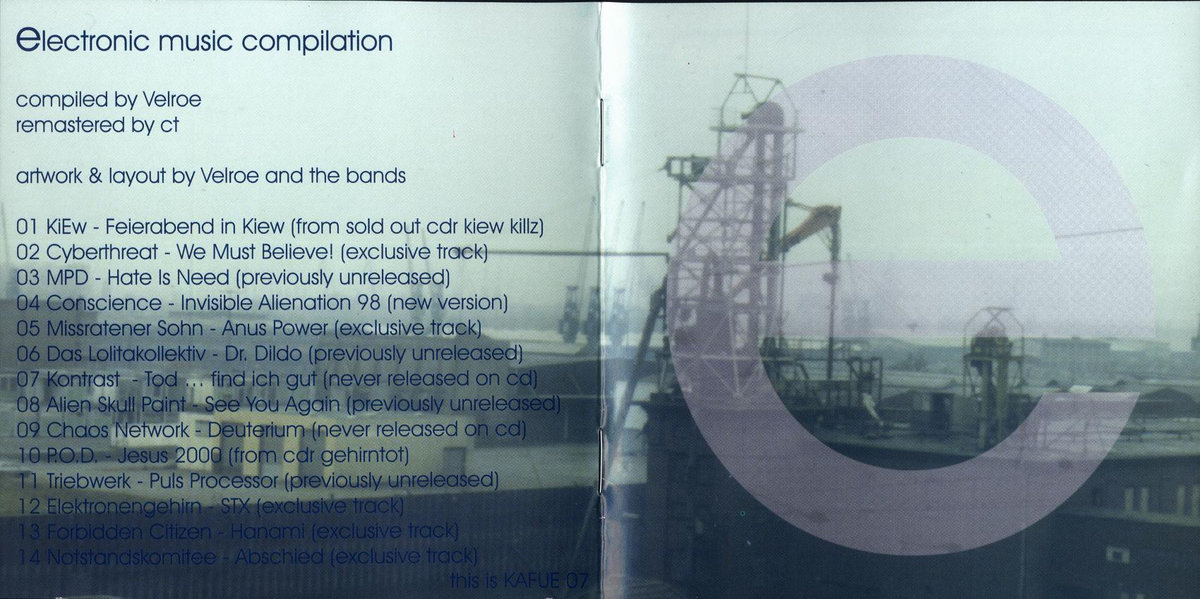 electronic music compilation
compiled by Velroe
remastered by ct
artwork & layout by Velroe and the bands
01 KiEw - Feierabend in Kiew (from sold out cdr kiew killz)
02 Cyberthreat - We Must Believe! (exclusive track)
03 MPD - Hate Is Need (previously unreleased)
04 Conscience - Invisible Alienation 98 (new version)
05 Missratener Sohn - Anus Power (exclusive track)
06 Das Lolitakollektiv - Dr. Dildo (previously unreleased)
07 Kontrast - Tod ... find ich gut (never released on cd)
08 Alien Skull Paint - See You Again (previously unreleased)
09 Chaos Network - Deuterium (never released on cd)
10 P.O.D. - Jesus 2000 (from cdr gehirntot)
11 Triebwerk - Puls Processor (previously unreleased)
12 Elektronengehirn - STX (exclusive track)
13 Forbidden Citizen - Hanami (exclusive track)
14 Notstandskomitee - Abschied (exclusive track)
this is KAFUE 07
e